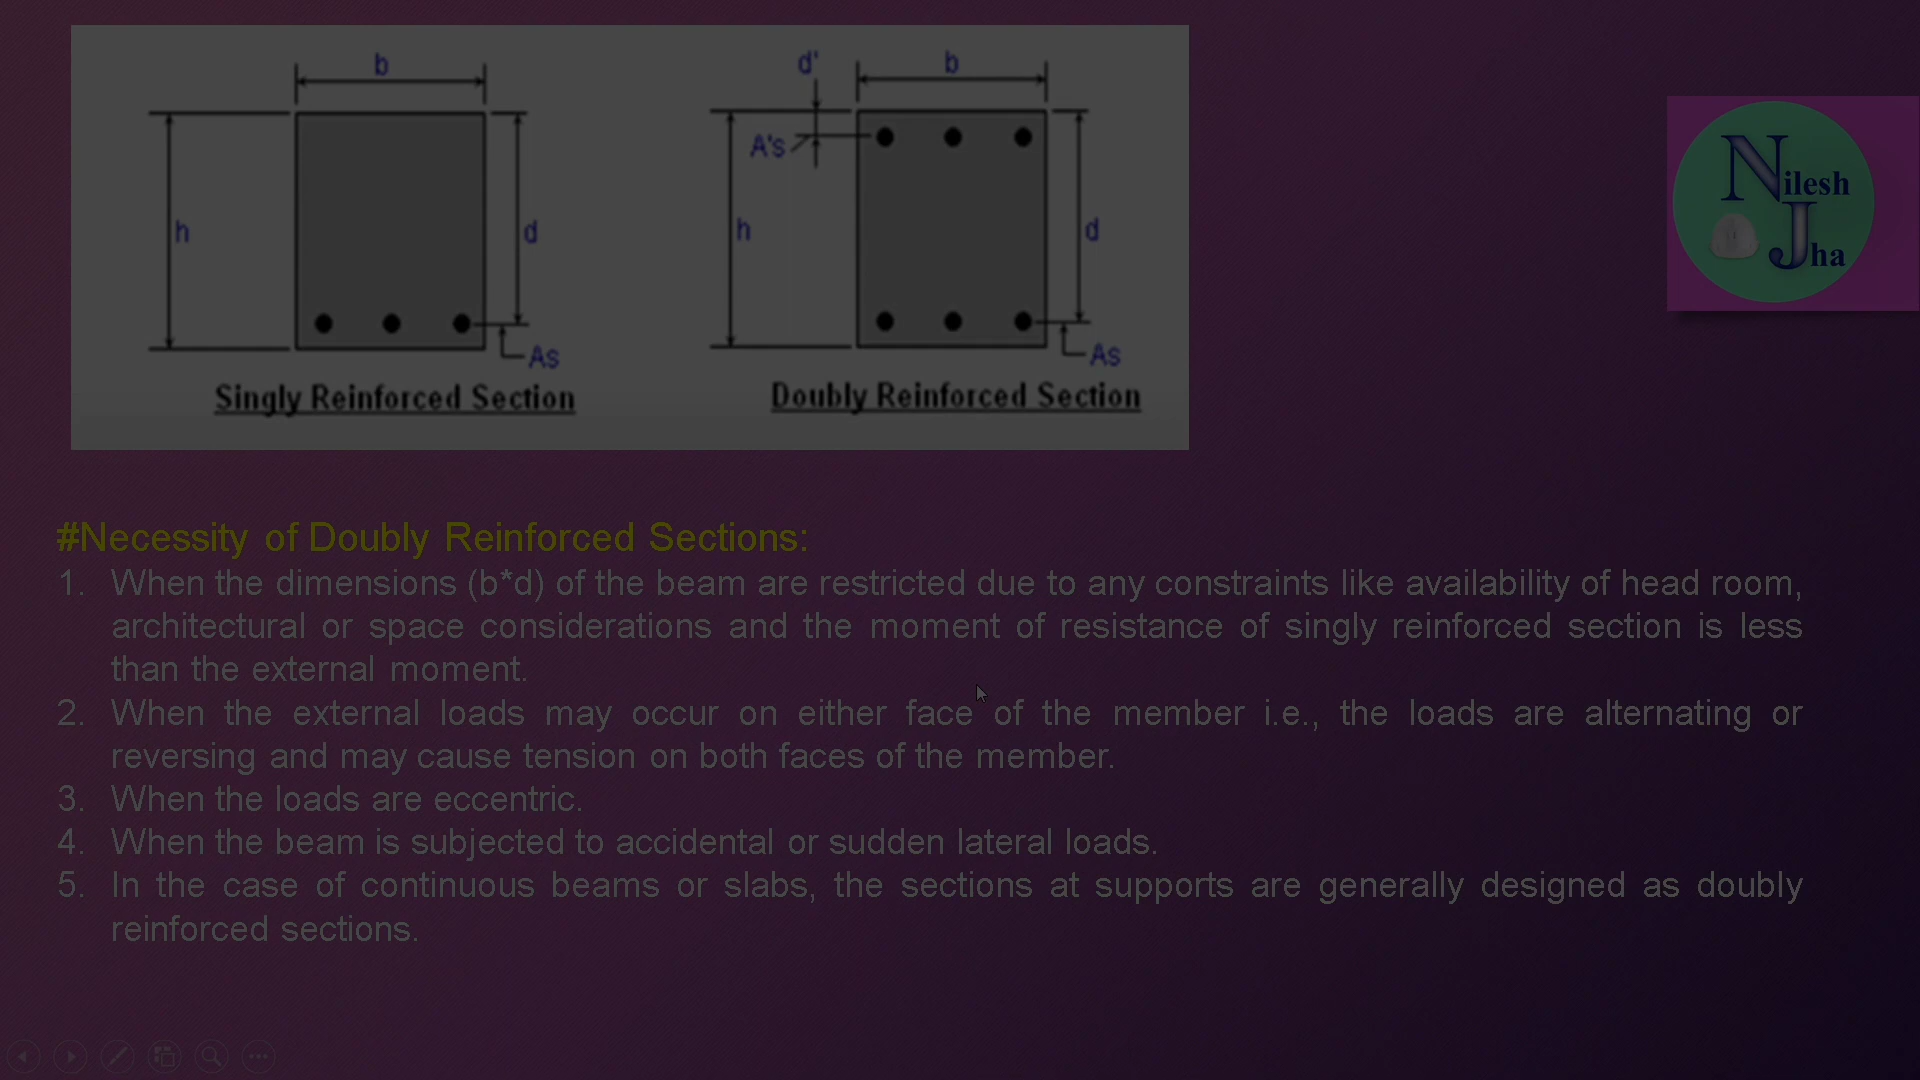 b
h
d
As
Singly Reinforced Section
d'
b
A's
h
d
As
Doubly Reinforced Section
Nilesh
Jha
#Necessity of Doubly Reinforced Sections:
1. When the dimensions (b*d) of the beam are restricted due to any constraints like availability of head room,
architectural or space considerations and the moment of resistance of singly reinforced section is less
than the external moment.
2. When the external loads may occur on either face of the member i.e., the loads are alternating or
reversing and may cause tension on both faces of the member.
3. When the loads are eccentric.
4. When the beam is subjected to accidental or sudden lateral loads.
5. In the case of continuous beams or slabs, the sections at supports are generally designed as doubly
reinforced sections.